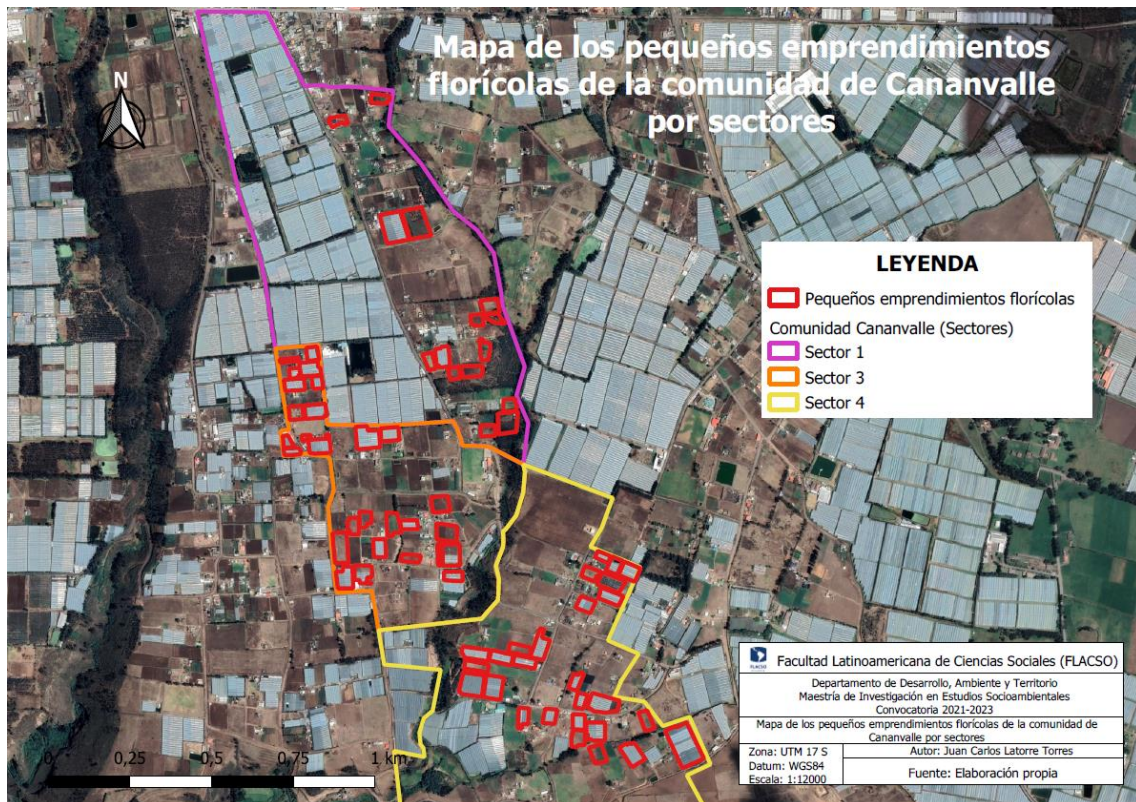 Mapa de los pequeños emprendimientos
florícolas de la comunidad de Cananvalle
por sectores
N
LEYENDA
Pequeños emprendimientos florícolas
Comunidad Cananvalle (Sectores)
Sector 1
Sector 3
Sector 4
FLACSO
Facultad Latinoamericana de Ciencias Sociales (FLACSO)
Departamento de Desarrollo, Ambiente y Territorio
Maestría de Investigación en Estudios Socioambientales
Convocatoria 2021-2023
Mapa de los pequeños emprendimientos florícolas de la comunidad de
Cananvalle por sectores
Zona: UTM 17 S
Datum: WGS84
Escala: 1:12000
Autor: Juan Carlos Latorre Torres
Fuente: Elaboración propia
0 0,25 0,5 0,75 1 km